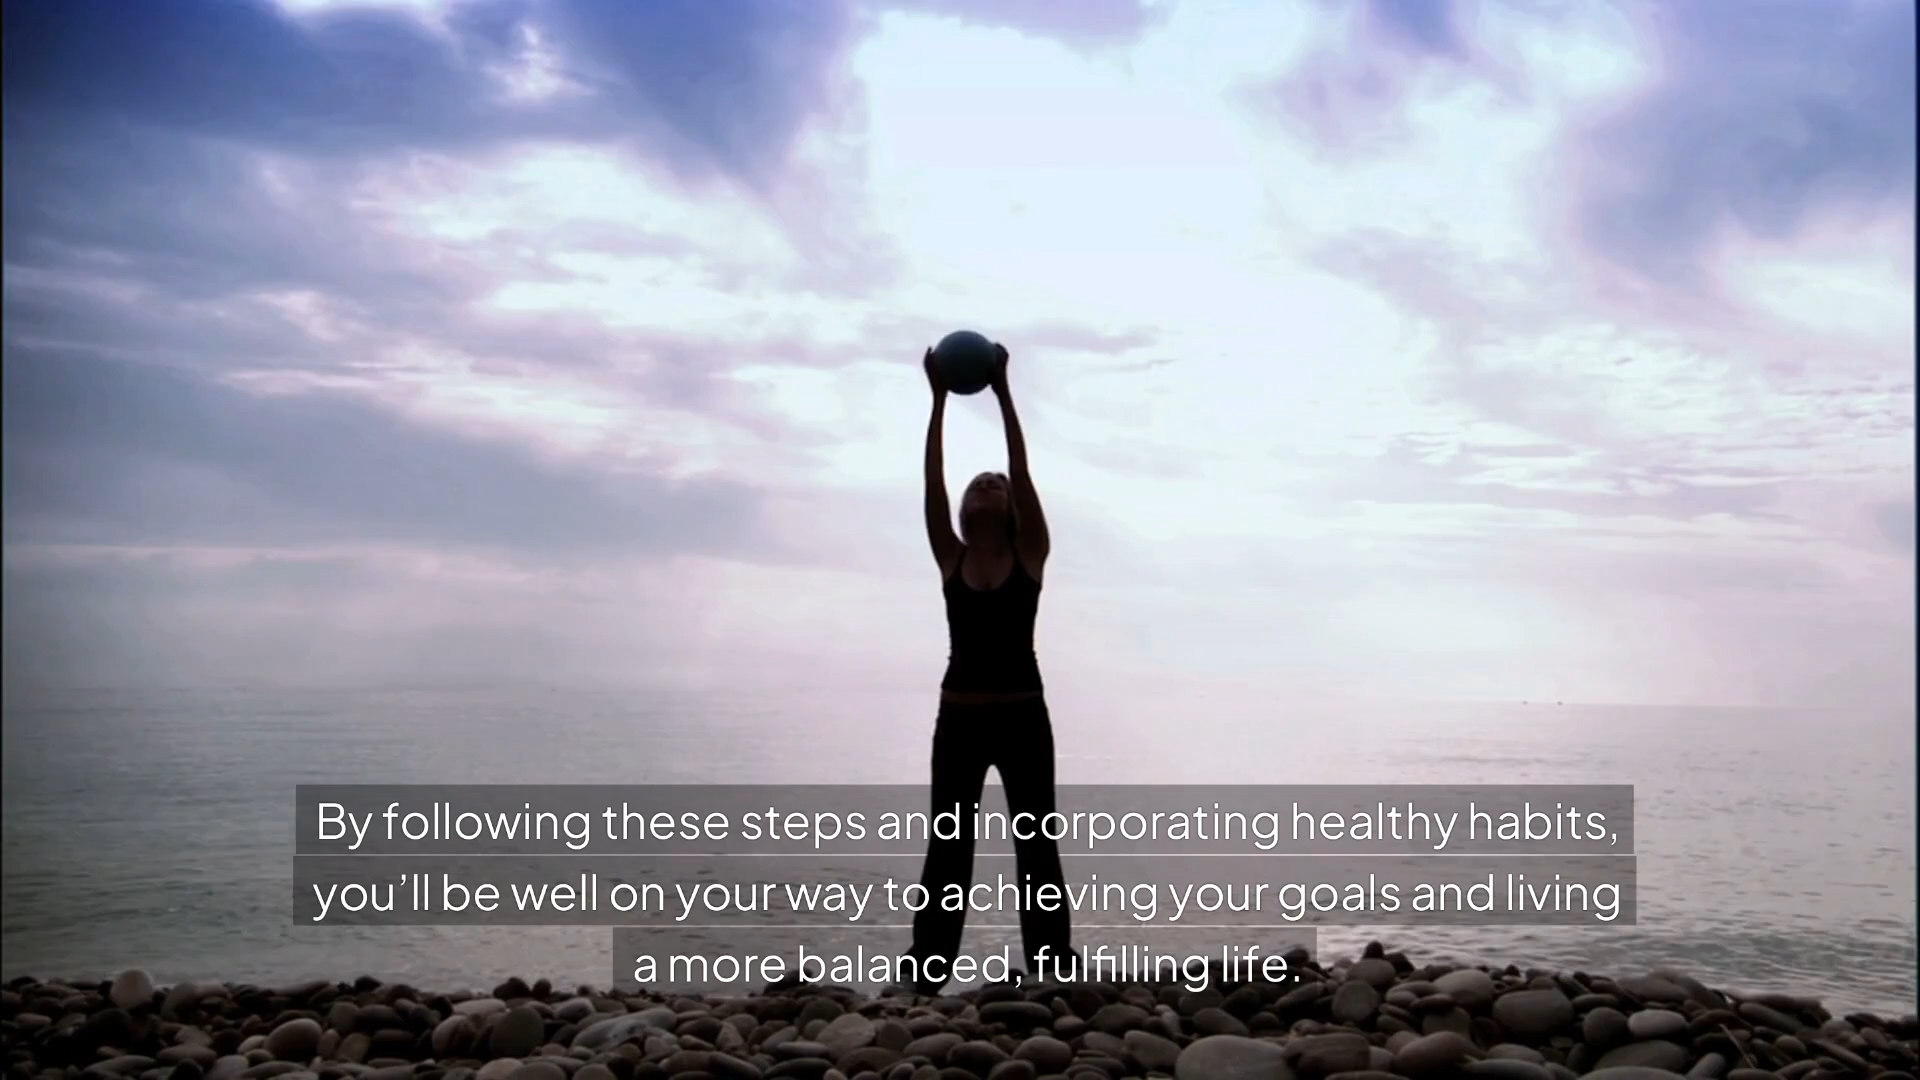 By following these steps and incorporating healthy habits,
you’ll be well on your way to achieving your goals and living
a more balanced, fulfilling life.